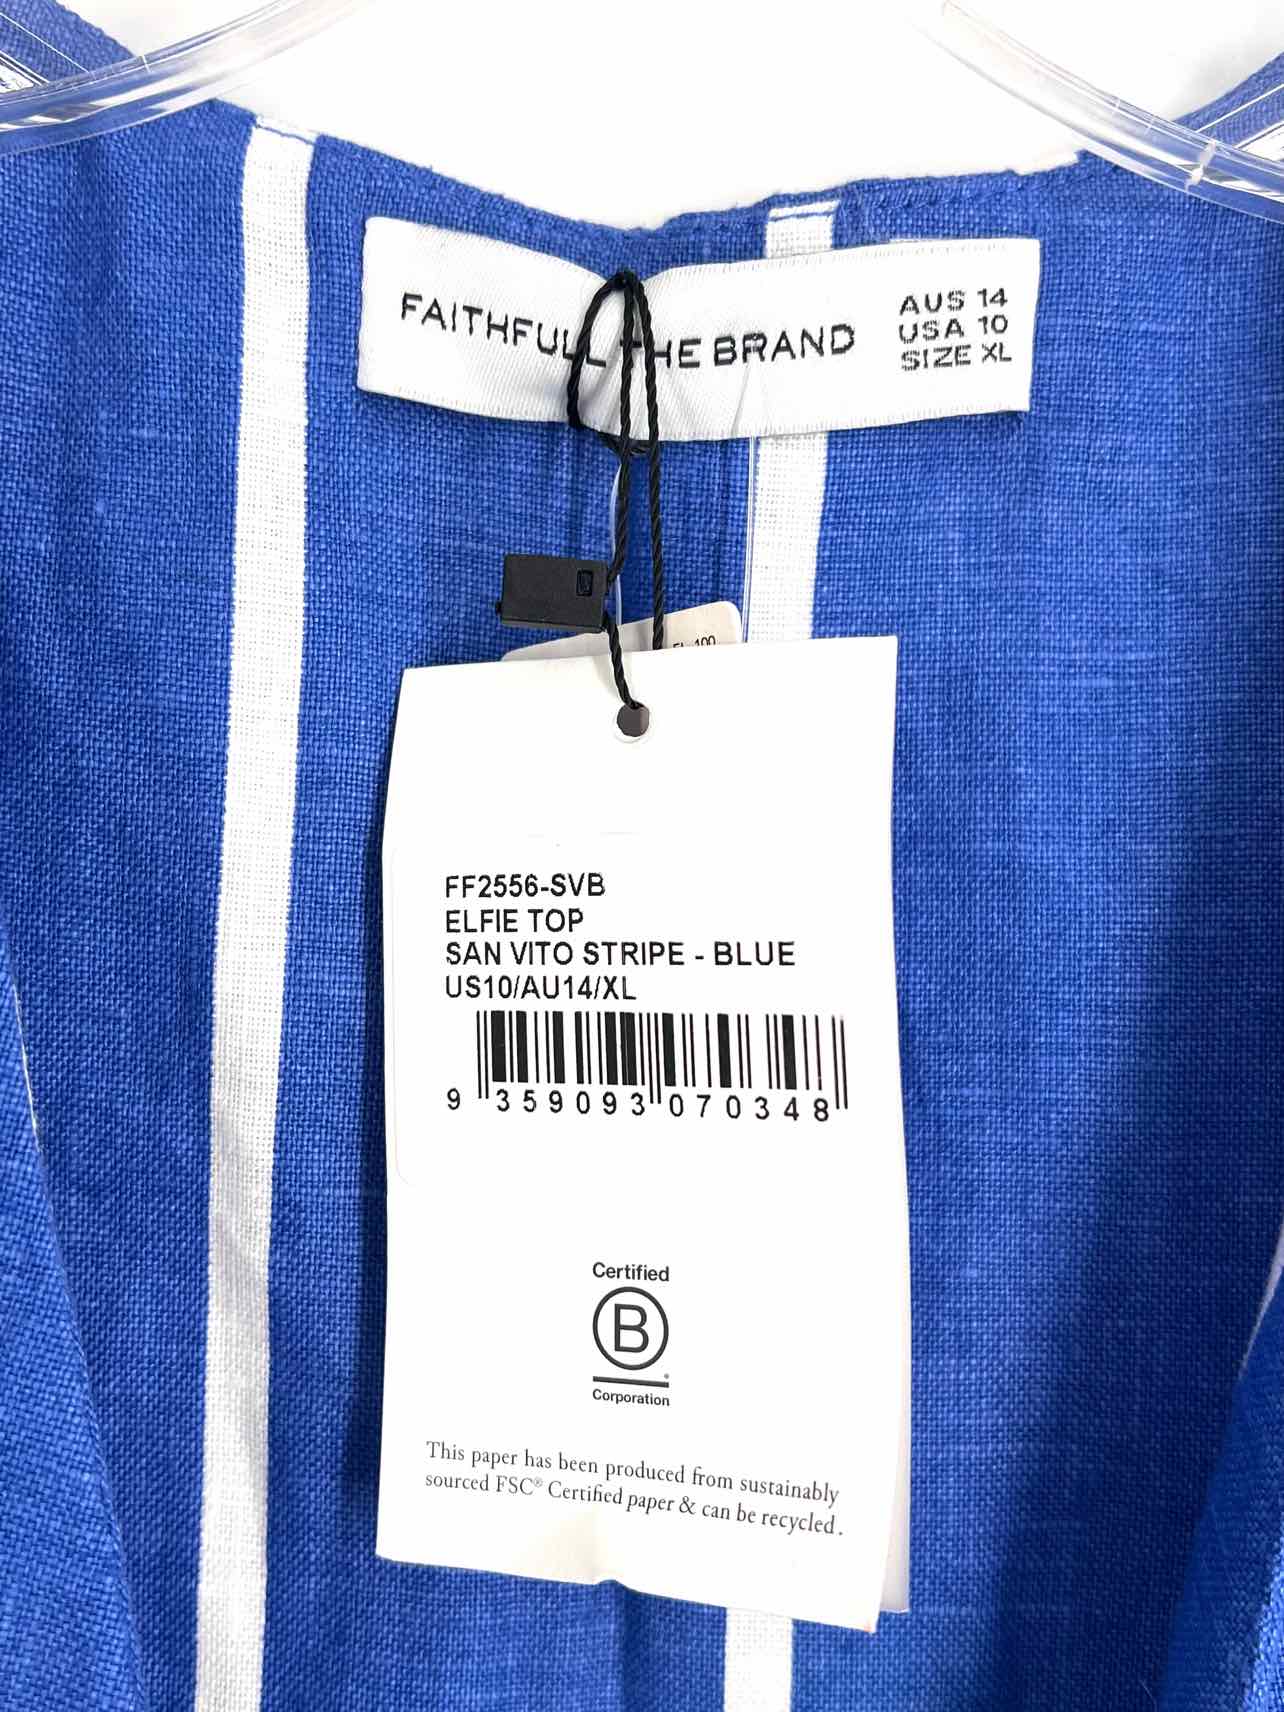 FAITHFULL THE BRAND
AUS 14
USA 10
SIZE XL
FF2556-SVB
ELFIE TOP
SAN VITO STRIPE - BLUE
US10/AU14/XL
9 359093 070348
Certified
B
Corporation
This paper has been produced from sustainably
sourced FSC® Certified paper & can be recycled.